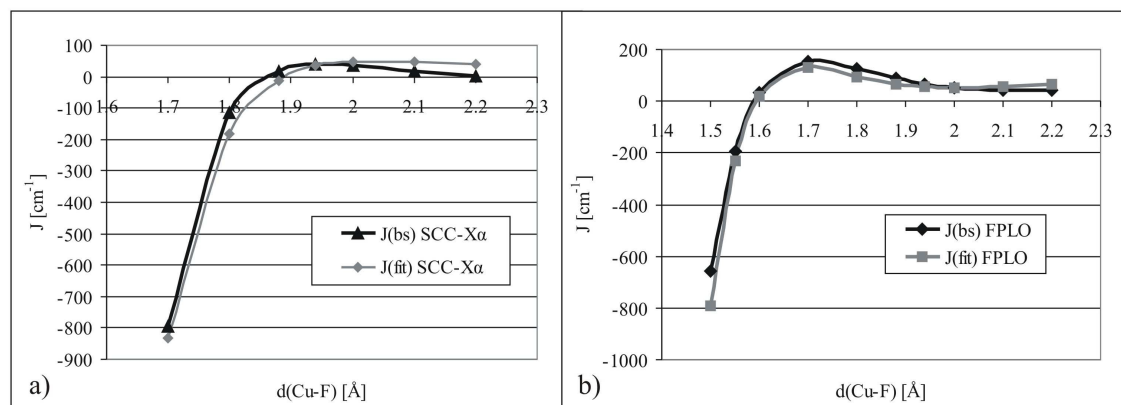 100
0
-100
-200
-300
-400
-500
-600
-700
-800
-900
1.6 1.7 1.8 1.9 2 2.1 2.2 2.3
J [cm-1]
J(bs) SCC-Xα
J(fit) SCC-Xα
a)
d(Cu-F) [Å]
200
0
-200
-400
-600
-800
-1000
1.4 1.5 1.6 1.7 1.8 1.9 2 2.1 2.2 2.3
J [cm-1]
J(bs) FPLO
J(fit) FPLO
b)
d(Cu-F) [Å]